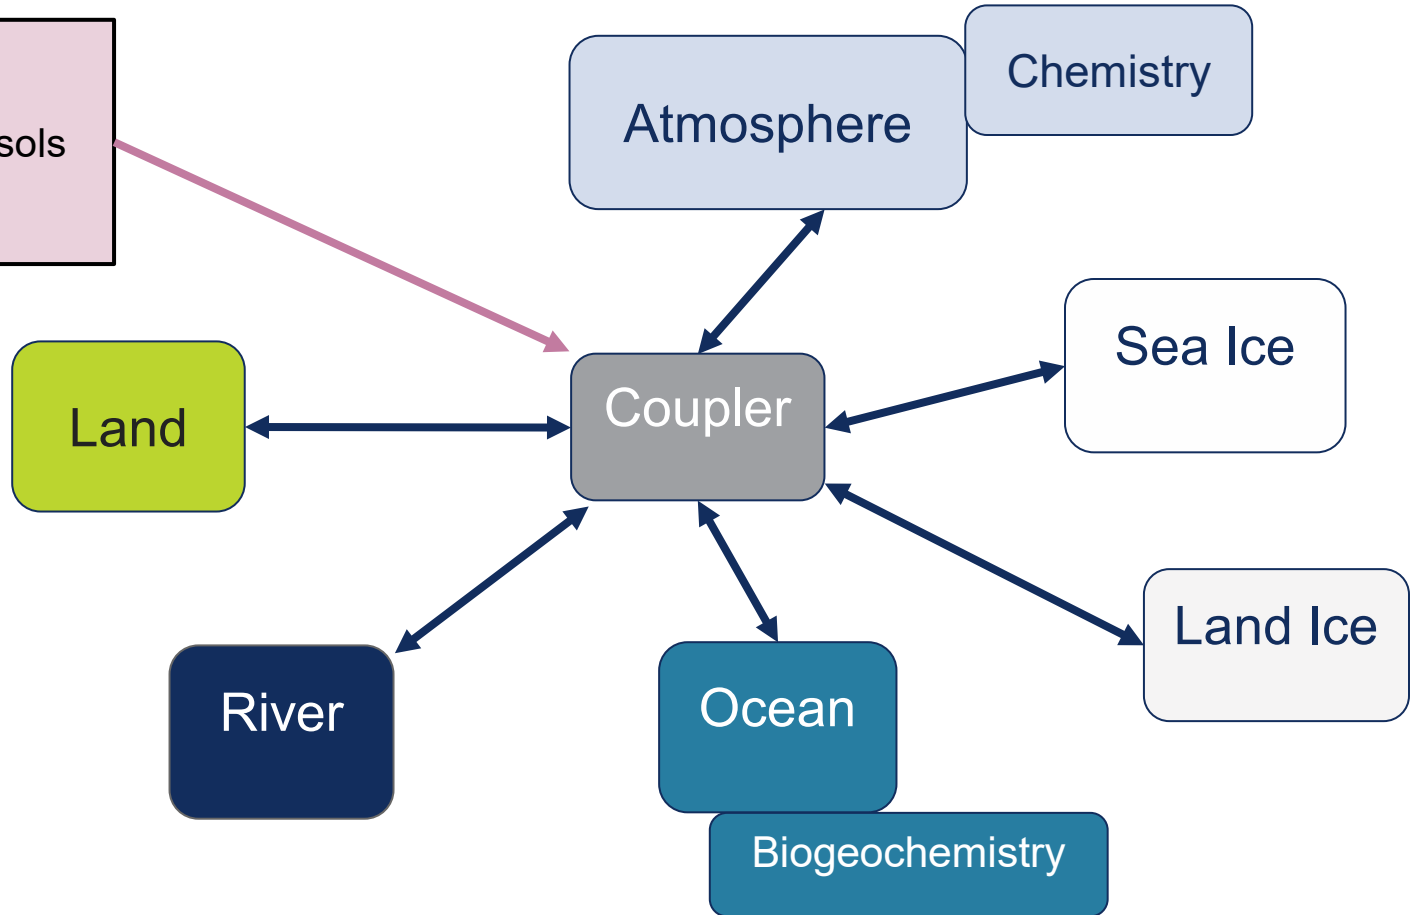 Chemistry
Atmosphere
sols
Sea Ice
Coupler
Land
Land Ice
River
Ocean
Biogeochemistry